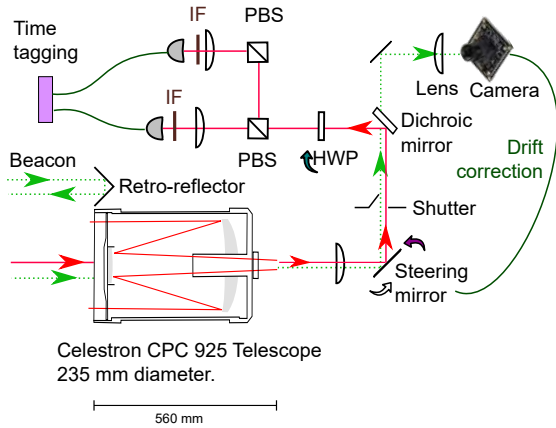 Time
tagging
IF
PBS
IF
PBS
HWP
Lens
Camera
Dichroic
mirror
Drift
correction
Beacon
Retro-reflector
Shutter
Steering
mirror
Celestron CPC 925 Telescope
235 mm diameter.
560 mm